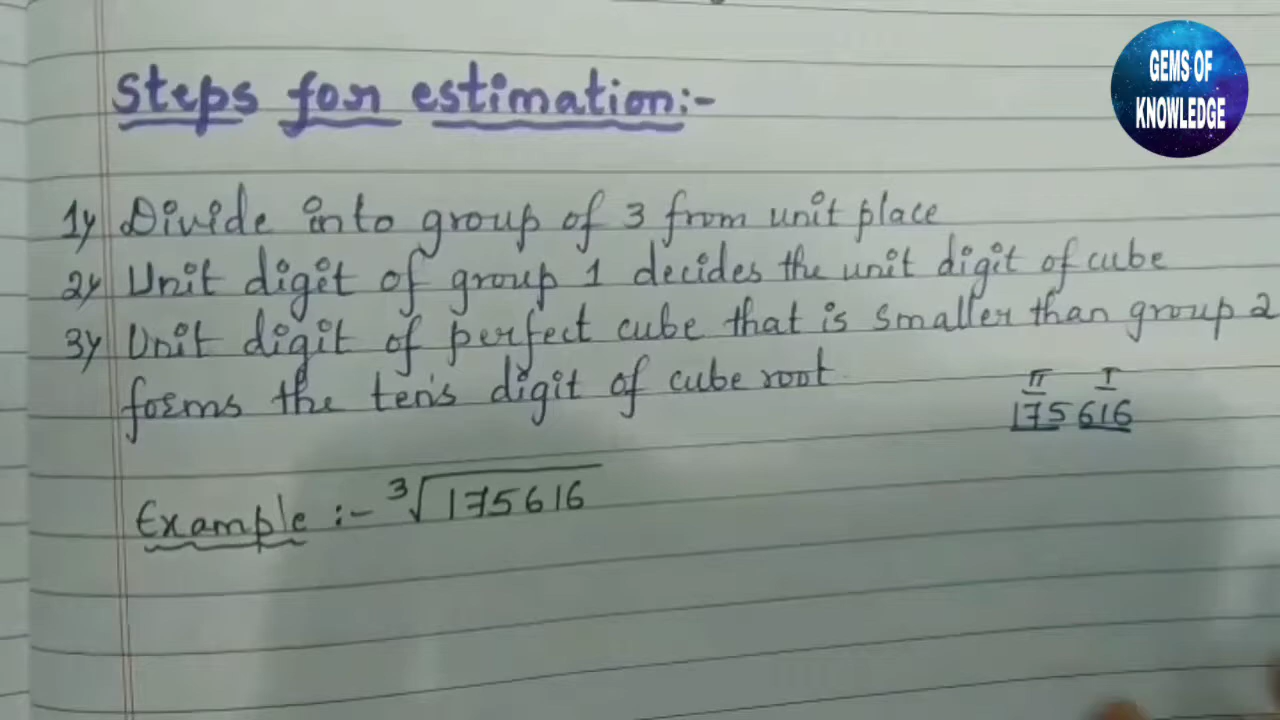 GEMS OF
KNOWLEDGE
Steps for estimation:-
1) Divide into group of 3 from unit place
2) Unit digit of group 1 decides the unit digit of cube
3) Unit digit of perfect cube that is smaller than group 2
forms the ten's digit of cube root
II I
175 616
Example :- ³√175616